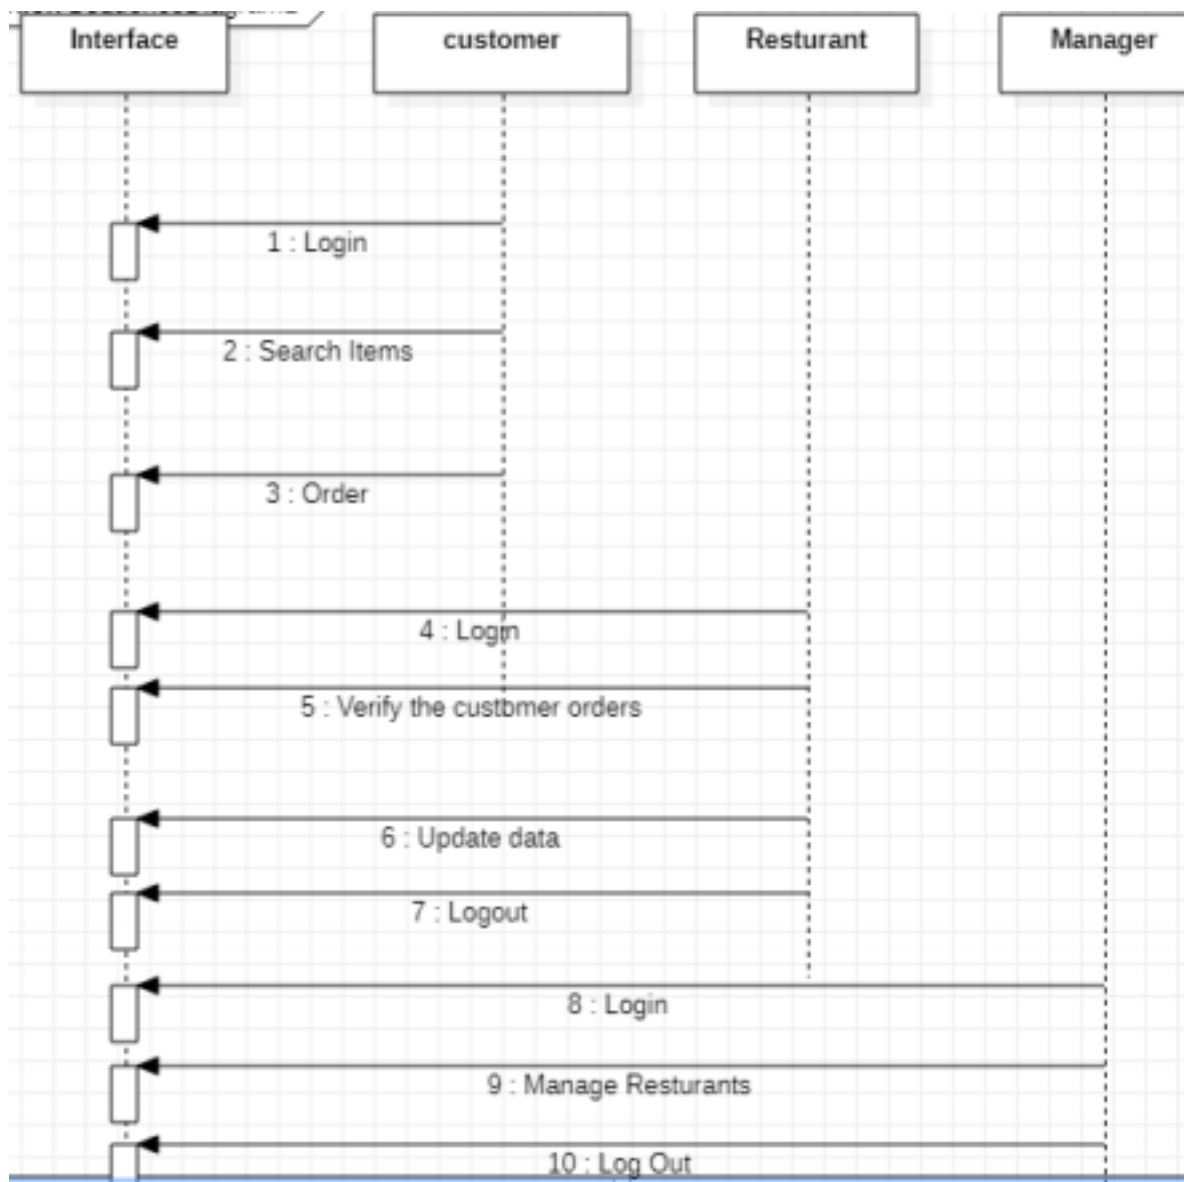 Interface
customer
Resturant
Manager
1 : Login
2 : Search Items
3 : Order
4 : Login
5 : Verify the customer orders
6 : Update data
7 : Logout
8 : Login
9 : Manage Resturants
10 : Log Out